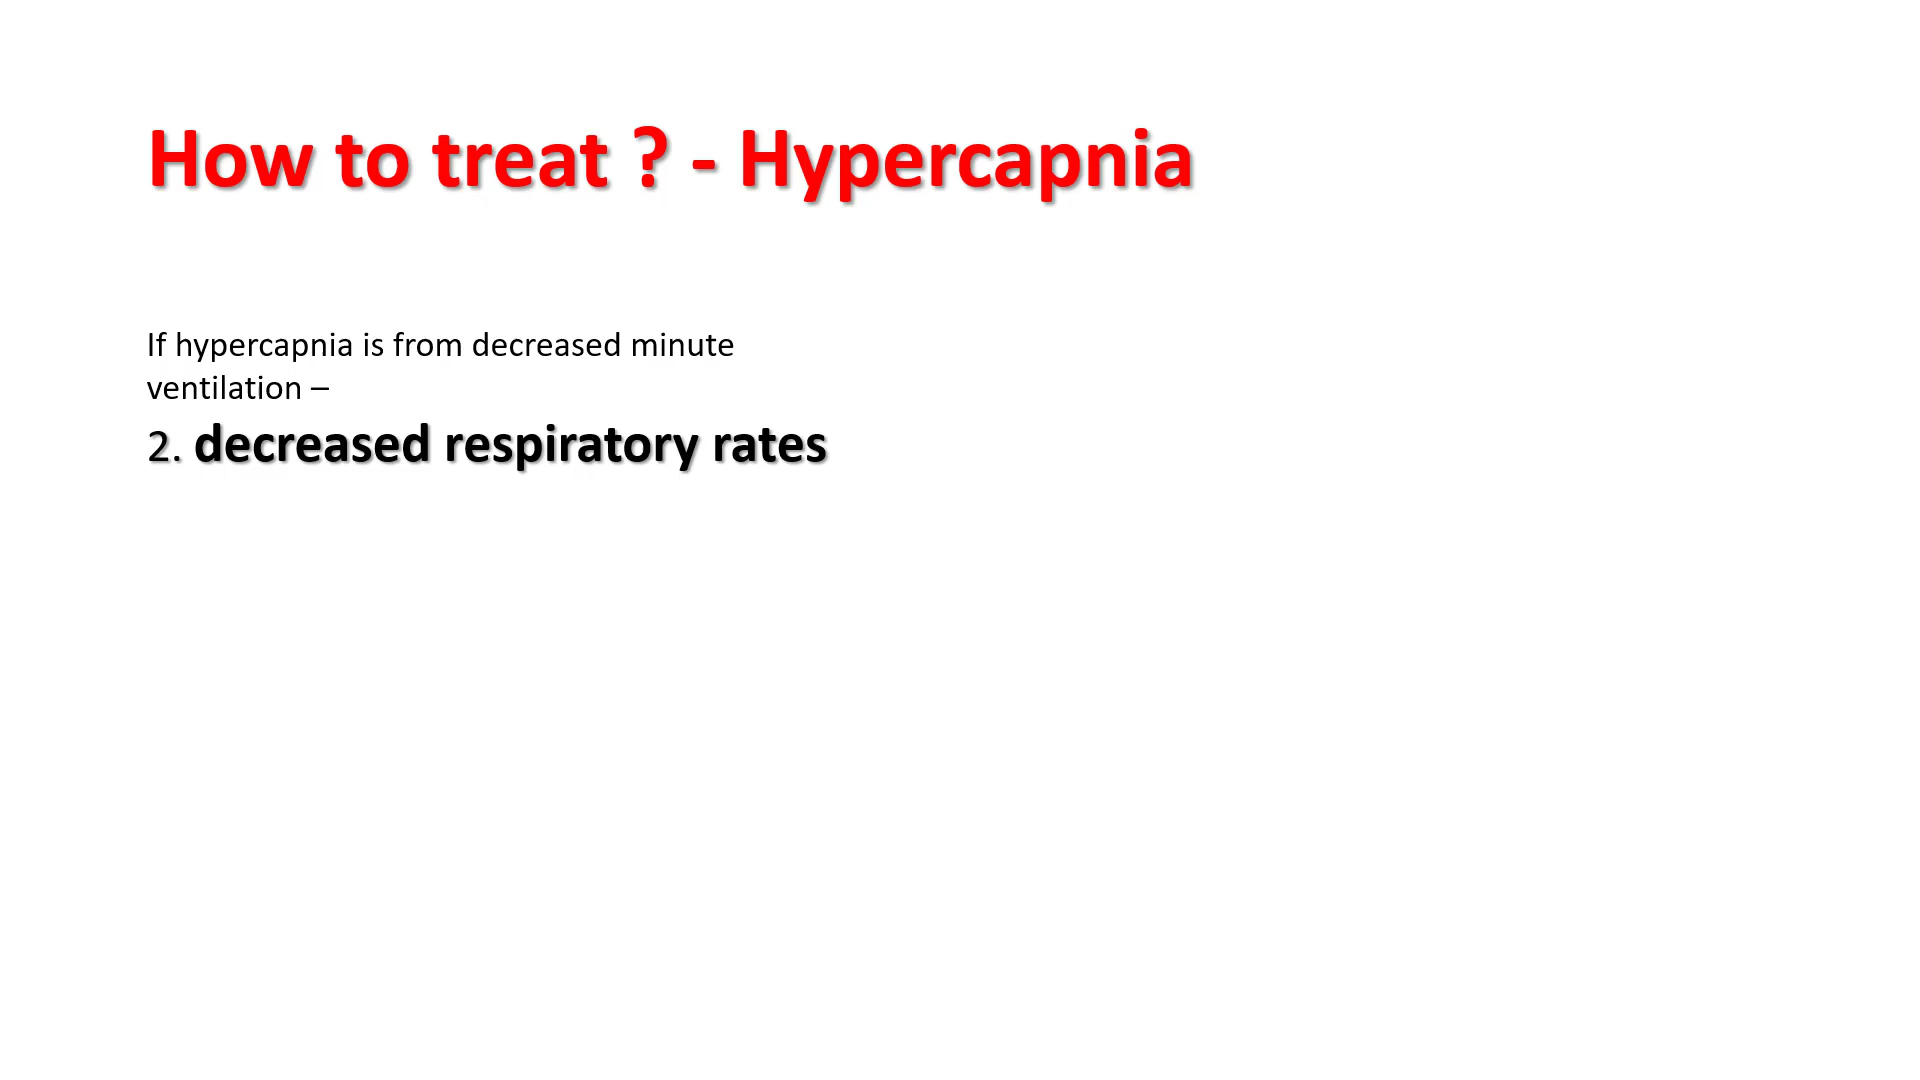 How to treat ? - Hypercapnia
If hypercapnia is from decreased minute
ventilation –
2. decreased respiratory rates